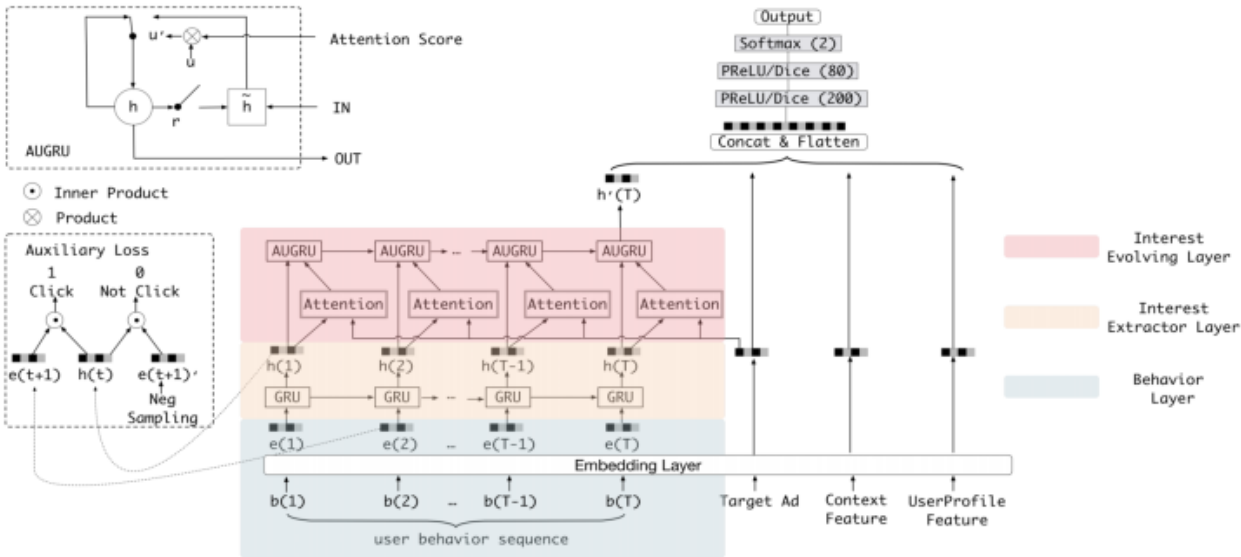 Output
Softmax (2)
PReLU/Dice (80)
PReLU/Dice (200)
Concat & Flatten
u′
u
Attention Score
h
r
h̃
IN
AUGRU
OUT
Inner Product
Product
h′(T)
Auxiliary Loss
1
0
Click
Not Click
e(t+1)
h(t)
e(t+1)′
Neg
Sampling
AUGRU
AUGRU
…
AUGRU
AUGRU
Attention
Attention
Attention
Attention
h(1)
h(2)
h(T-1)
h(T)
GRU
GRU
…
GRU
GRU
e(1)
e(2)
…
e(T-1)
e(T)
Embedding Layer
b(1)
b(2)
…
b(T-1)
b(T)
Target Ad
Context
Feature
UserProfile
Feature
user behavior sequence
Interest
Evolving Layer
Interest
Extractor Layer
Behavior
Layer